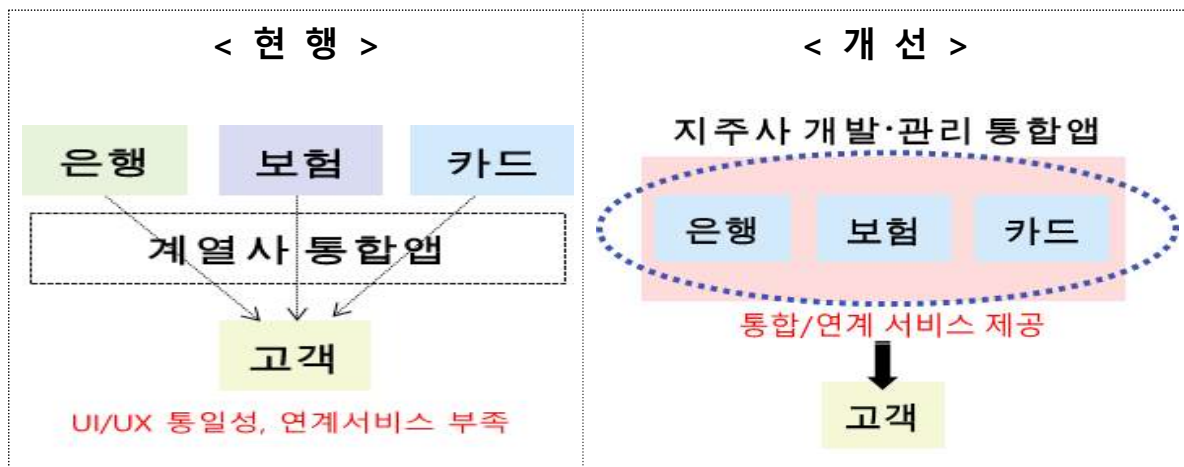 < 현 행 >
은행
보험
카드
계열사 통합앱
고객
UI/UX 통일성, 연계서비스 부족
< 개 선 >
지주사 개발·관리 통합앱
은행
보험
카드
통합/연계 서비스 제공
고객